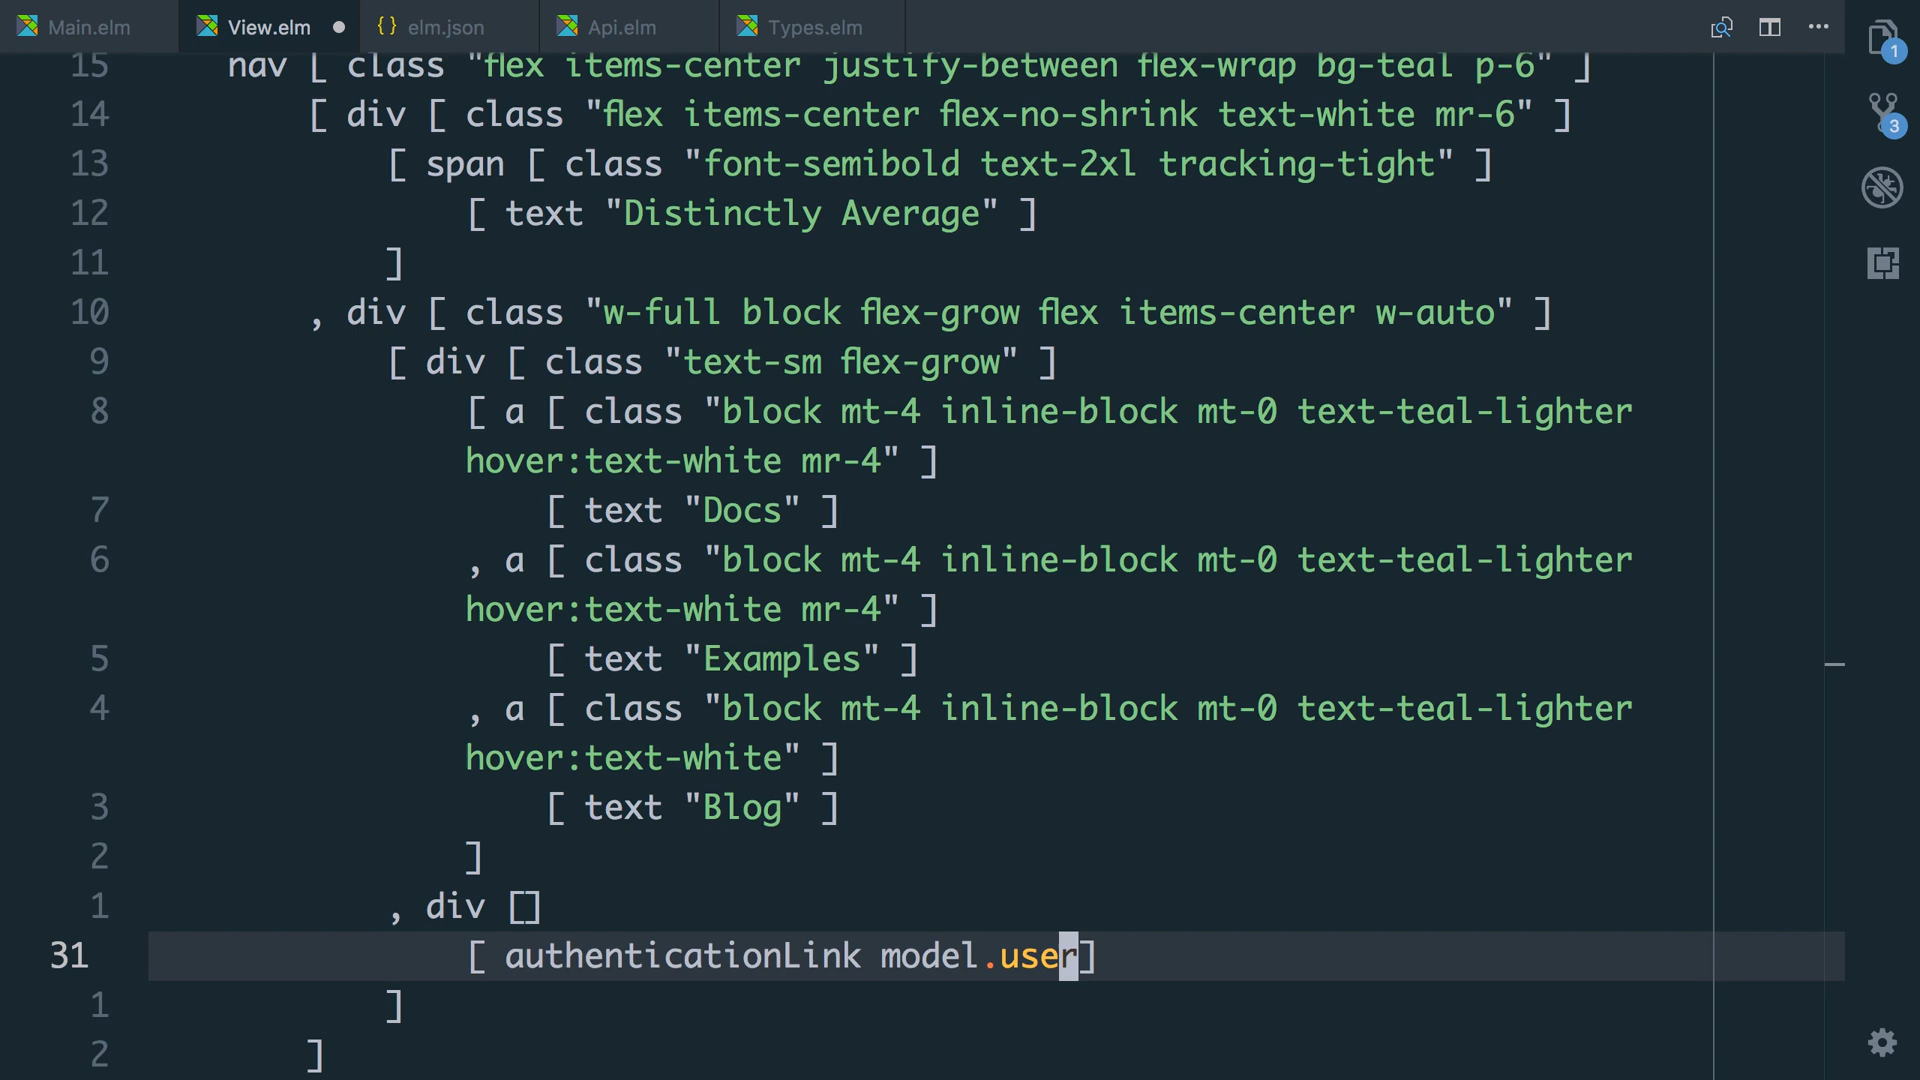 Main.elm View.elm elm.json Api.elm Types.elm
15 nav [ class "flex items-center justify-between flex-wrap bg-teal p-6" ]
14 [ div [ class "flex items-center flex-no-shrink text-white mr-6" ]
13 [ span [ class "font-semibold text-2xl tracking-tight" ]
12 [ text "Distinctly Average" ]
11 ]
10 , div [ class "w-full block flex-grow flex items-center w-auto" ]
9 [ div [ class "text-sm flex-grow" ]
8 [ a [ class "block mt-4 inline-block mt-0 text-teal-lighter
hover:text-white mr-4" ]
7 [ text "Docs" ]
6 , a [ class "block mt-4 inline-block mt-0 text-teal-lighter
hover:text-white mr-4" ]
5 [ text "Examples" ]
4 , a [ class "block mt-4 inline-block mt-0 text-teal-lighter
hover:text-white" ]
3 [ text "Blog" ]
2 ]
1 , div []
31 [ authenticationLink model.user]
1 ]
2 ]
1
3